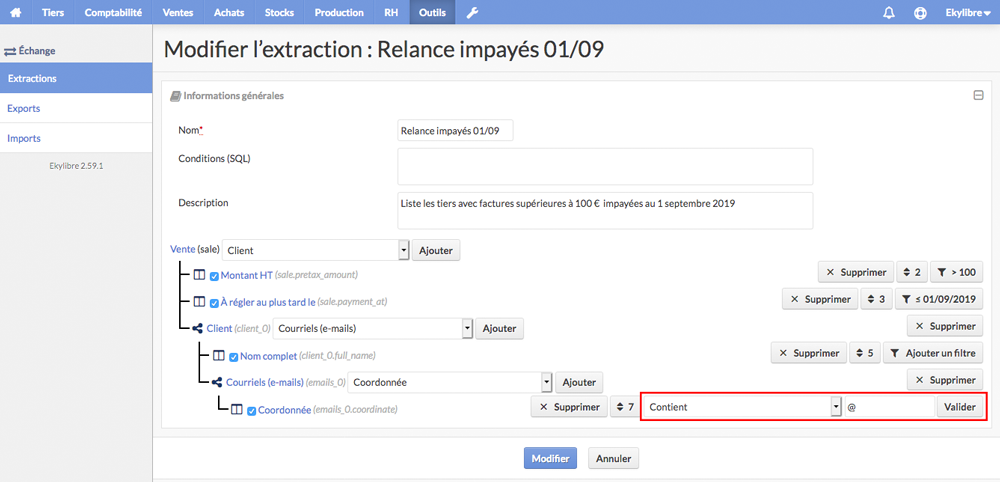 Tiers Comptabilité Ventes Achats Stocks Production RH Outils Ekylibre
Échange
Extractions
Exports
Imports
Ekylibre 2.59.1
Modifier l’extraction : Relance impayés 01/09
Informations générales
Nom* Relance impayés 01/09
Conditions (SQL)
Description Liste les tiers avec factures supérieures à 100 € impayées au 1 septembre 2019
Vente (sale) Client Ajouter
Montant HT (sale.pretax_amount) Supprimer 2 > 100
À régler au plus tard le (sale.payment_at) Supprimer 3 ≤ 01/09/2019
Client (client_0) Courriels (e-mails) Ajouter Supprimer
Nom complet (client_0.full_name) Supprimer 5 Ajouter un filtre
Courriels (e-mails) (emails_0) Coordonnée Ajouter Supprimer
Coordonnée (emails_0.coordinate) Supprimer 7 Contient @ Valider
Modifier Annuler